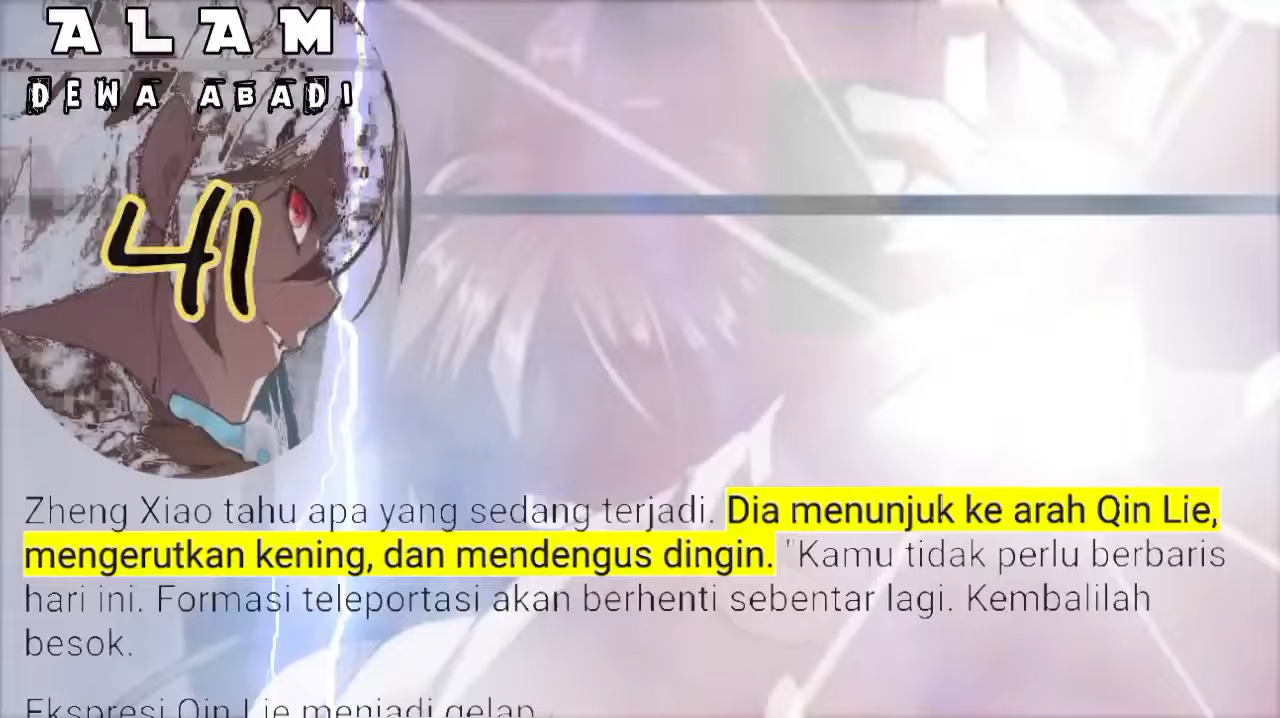 ALAM
DEWA ABADI
41
Zheng Xiao tahu apa yang sedang terjadi. Dia menunjuk ke arah Qin Lie,
mengerutkan kening, dan mendengus dingin. "Kamu tidak perlu berbaris
hari ini. Formasi teleportasi akan berhenti sebentar lagi. Kembalilah
besok.
Ekspresi Qin Lie menjadi gelap.